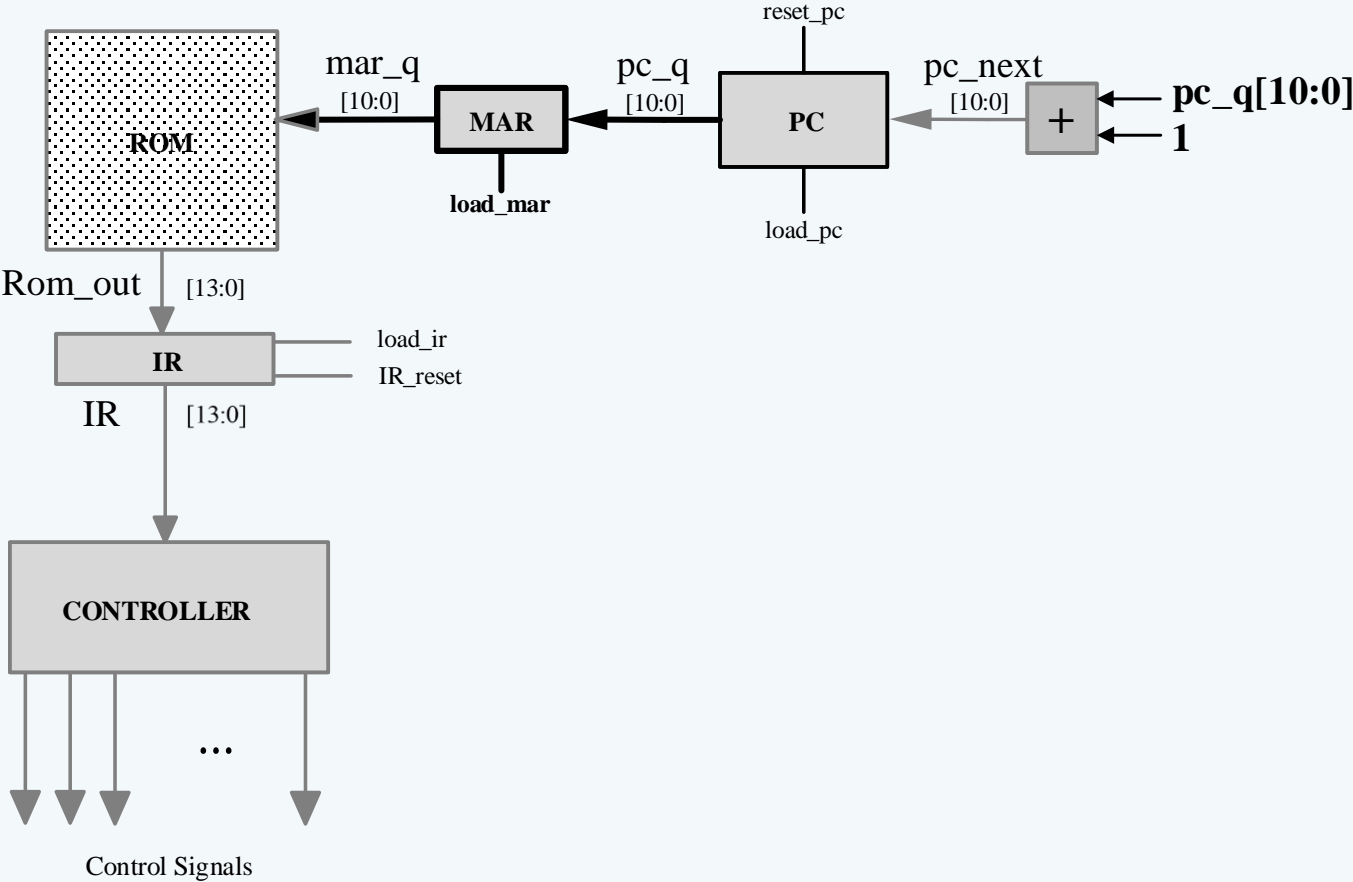 reset_pc
mar_q
[10:0]
pc_q
[10:0]
pc_next
[10:0]
pc_q[10:0]
1
ROM
MAR
PC
+
load_mar
load_pc
Rom_out
[13:0]
load_ir
IR
IR_reset
IR
[13:0]
CONTROLLER
...
Control Signals